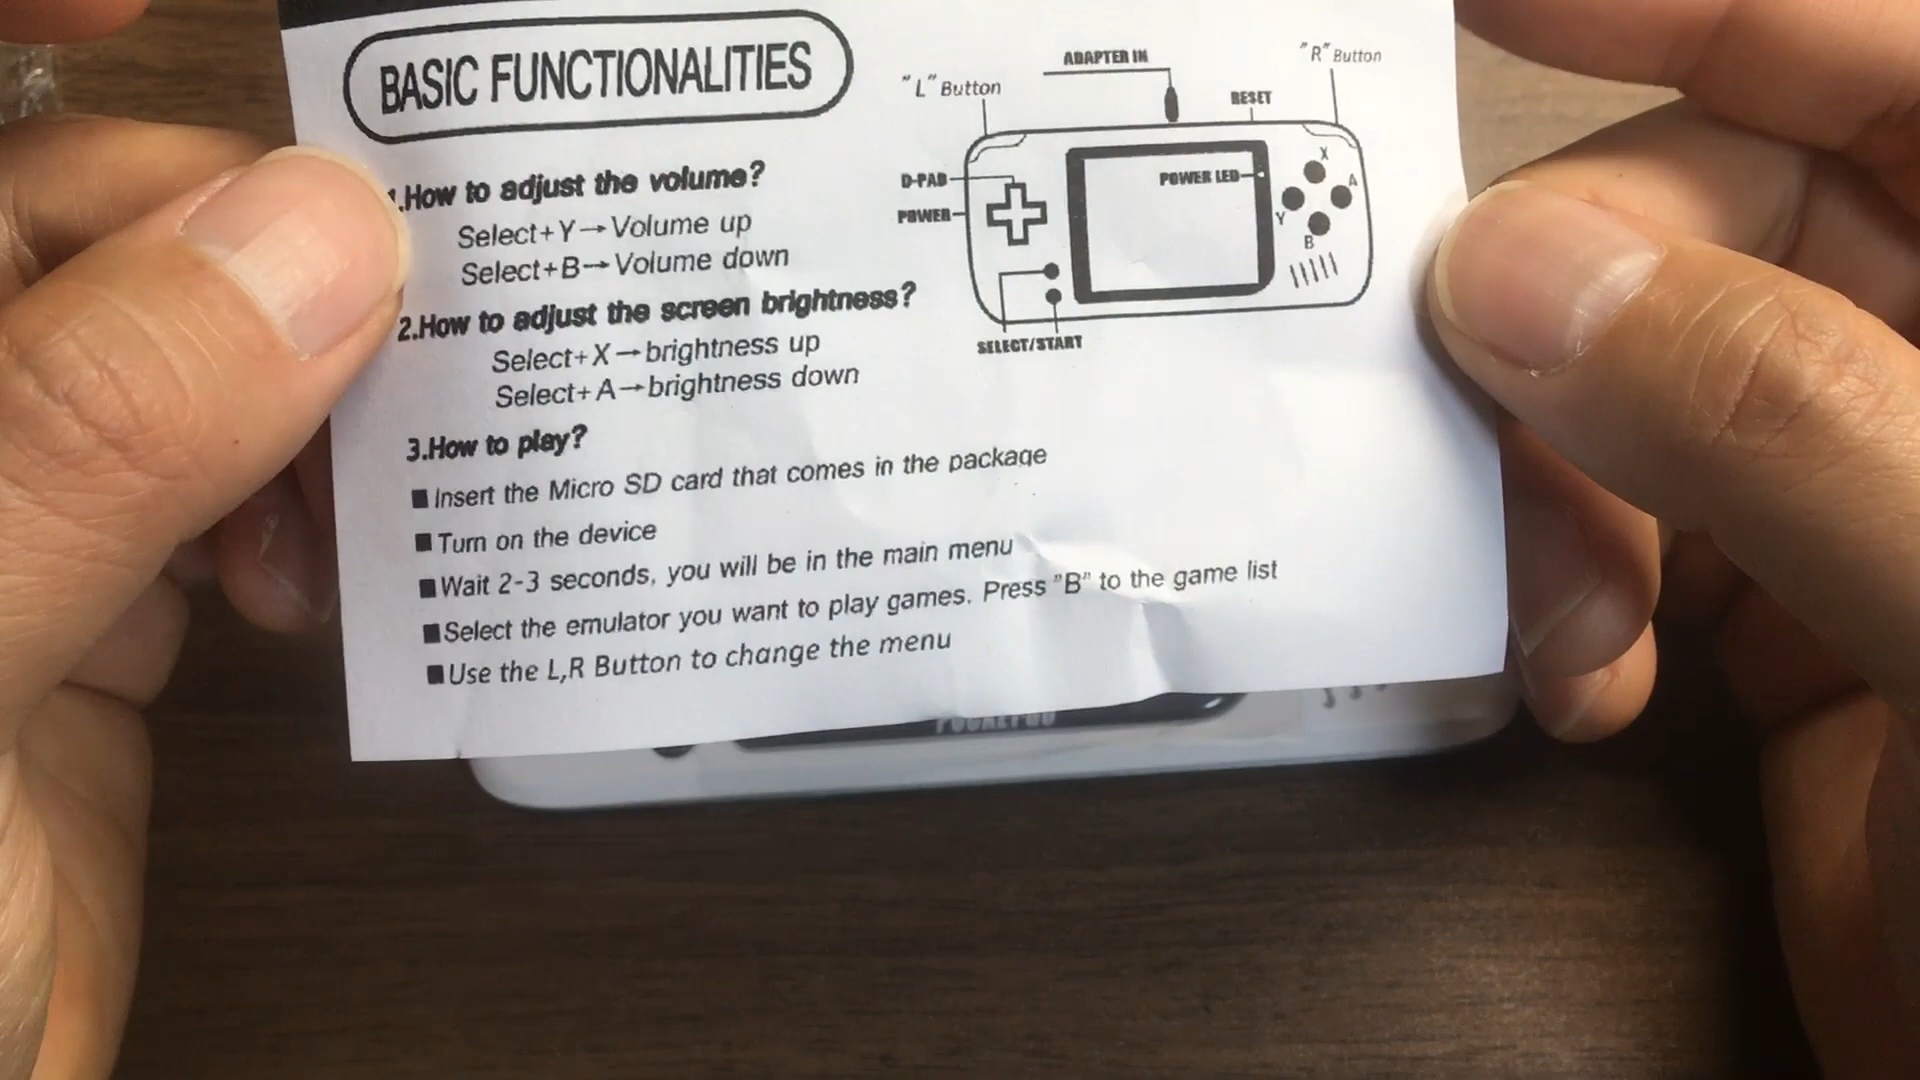 BASIC FUNCTIONALITIES
1.How to adjust the volume?
Select+Y→Volume up
Select+B→Volume down
2.How to adjust the screen brightness?
Select+X→brightness up
Select+A→brightness down
3.How to play?
■Insert the Micro SD card that comes in the package
■Turn on the device
■Wait 2-3 seconds, you will be in the main menu
■Select the emulator you want to play games. Press "B" to the game list
■Use the L,R Button to change the menu
"L" Button
ADAPTER IN
"R" Button
RESET
D-PAD
POWER
POWER LED
X
A
Y
B
SELECT/START